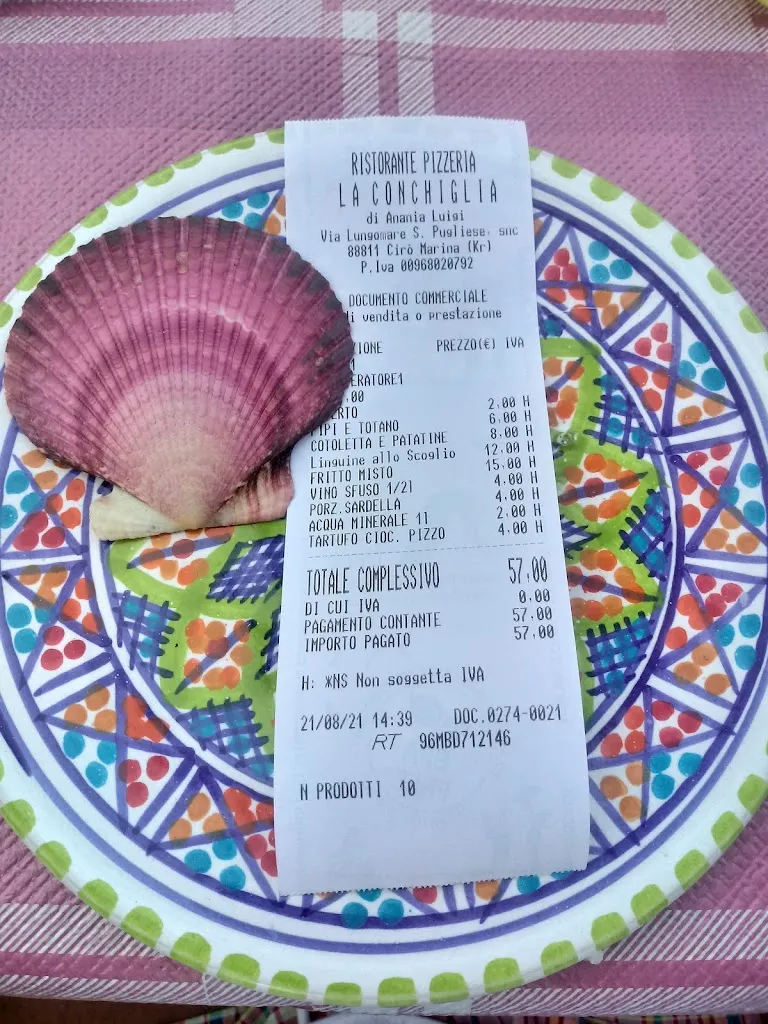 RISTORANTE PIZZERIA
LA CONCHIGLIA
di Anania Luigi
Via Lungomare S. Pugliese, snc
88811 Cirò Marina (Kr)
P.Iva 00968020792
DOCUMENTO COMMERCIALE
di vendita o prestazione
IONE PREZZO(€) IVA
ERATORE1
,00
ERTO 2,00 H
IPI E TOTANO 6,00 H
COTOLETTA E PATATINE 8,00 H
Linguine allo Scoglio 12,00 H
FRITTO MISTO 15,00 H
VINO SFUSO 1/2l 4,00 H
PORZ.SARDELLA 4,00 H
ACQUA MINERALE 1l 2,00 H
TARTUFO CIOC. PIZZO 4,00 H
TOTALE COMPLESSIVO 57,00
DI CUI IVA 0,00
PAGAMENTO CONTANTE 57,00
IMPORTO PAGATO 57,00
H: *NS Non soggetta IVA
21/08/21 14:39 DOC.0274-0021
RT 96MBD712146
N PRODOTTI 10